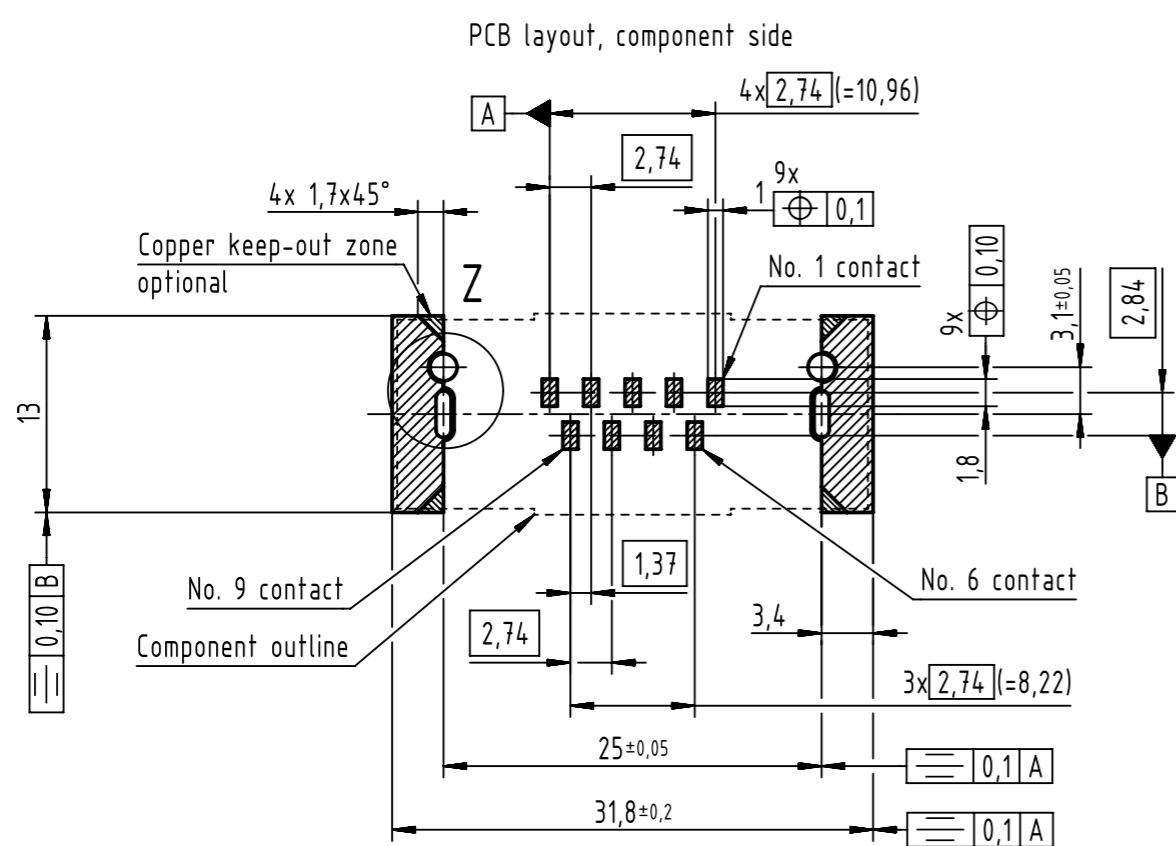 PCB layout, component side
4x 2,74 (=10,96)
A
2,74
9x
1 ⌖ 0,1
4x 1,7x45°
Copper keep-out zone
optional
Z
No. 1 contact
9x ⌖ 0,10
3,1±0,05
2,84
13
1,8
B
⌯ 0,10 B
No. 9 contact
1,37
No. 6 contact
Component outline
2,74
3,4
3x 2,74 (=8,22)
25±0,05
⌯ 0,1 A
31,8±0,2
⌯ 0,1 A